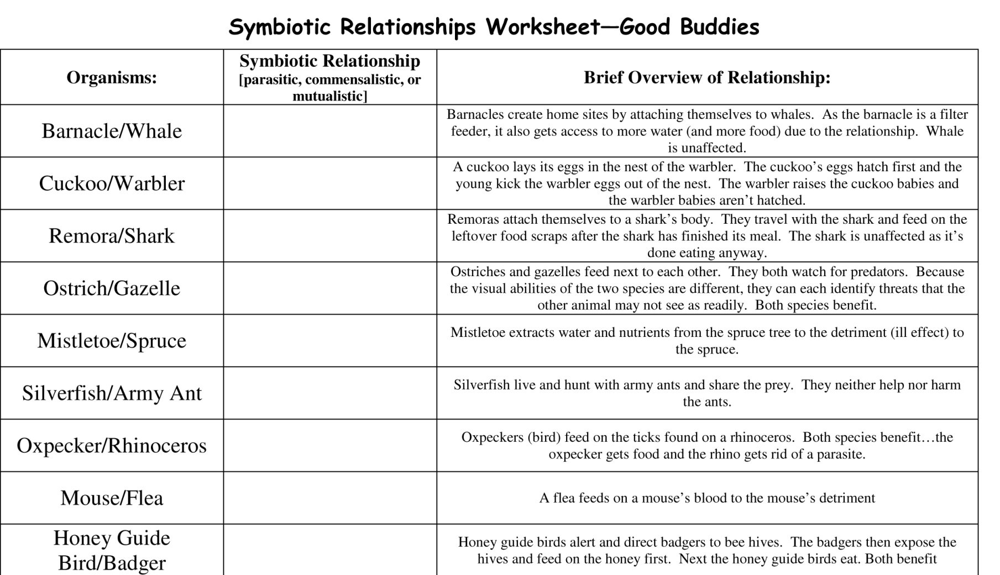 Symbiotic Relationships Worksheet—Good Buddies
Organisms:
Symbiotic Relationship
[parasitic, commensalistic, or
mutualistic]
Brief Overview of Relationship:
Barnacle/Whale
Barnacles create home sites by attaching themselves to whales.  As the barnacle is a filter
feeder, it also gets access to more water (and more food) due to the relationship.  Whale
is unaffected.
Cuckoo/Warbler
A cuckoo lays its eggs in the nest of the warbler.  The cuckoo’s eggs hatch first and the
young kick the warbler eggs out of the nest.  The warbler raises the cuckoo babies and
the warbler babies aren’t hatched.
Remora/Shark
Remoras attach themselves to a shark’s body.  They travel with the shark and feed on the
leftover food scraps after the shark has finished its meal.  The shark is unaffected as it’s
done eating anyway.
Ostrich/Gazelle
Ostriches and gazelles feed next to each other.  They both watch for predators.  Because
the visual abilities of the two species are different, they can each identify threats that the
other animal may not see as readily.  Both species benefit.
Mistletoe/Spruce
Mistletoe extracts water and nutrients from the spruce tree to the detriment (ill effect) to
the spruce.
Silverfish/Army Ant
Silverfish live and hunt with army ants and share the prey.  They neither help nor harm
the ants.
Oxpecker/Rhinoceros
Oxpeckers (bird) feed on the ticks found on a rhinoceros.  Both species benefit…the
oxpecker gets food and the rhino gets rid of a parasite.
Mouse/Flea
A flea feeds on a mouse’s blood to the mouse’s detriment
Honey Guide
Bird/Badger
Honey guide birds alert and direct badgers to bee hives.  The badgers then expose the
hives and feed on the honey first.  Next the honey guide birds eat. Both benefit